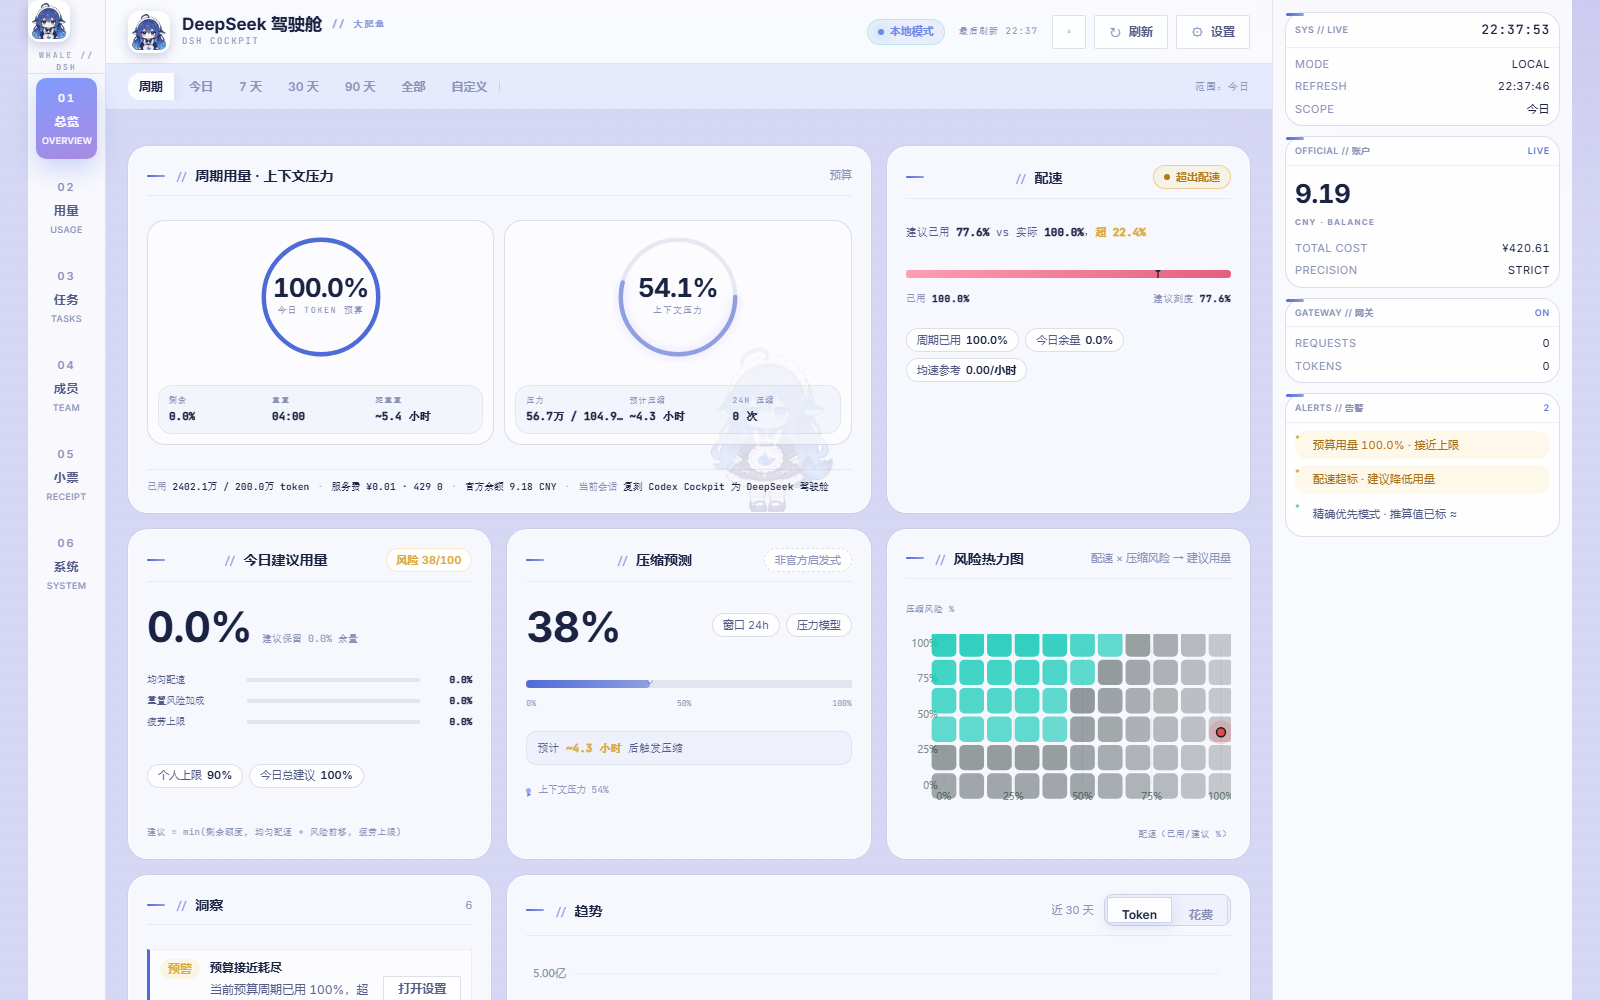 WHALE //
DSH
01
总览
OVERVIEW
02
用量
USAGE
03
任务
TASKS
04
成员
TEAM
05
小票
RECEIPT
06
系统
SYSTEM
DeepSeek 驾驶舱 // 大肥鱼
DSH COCKPIT
本地模式
最后刷新 22:37
刷新
设置
周期 今日 7 天 30 天 90 天 全部 自定义
范围: 今日
// 周期用量 · 上下文压力 预算
100.0%
今日 TOKEN 预算
剩余 重置 距重置
0.0% 04:00 ~5.4 小时
54.1%
上下文压力
压力 预计压缩 24H 压缩
56.7万 / 104.9… ~4.3 小时 0 次
已用 2402.1万 / 200.0万 token · 服务费 ¥0.01 · 429 0 · 官方余额 9.18 CNY · 当前会话 复刻 Codex Cockpit 为 DeepSeek 驾驶舱
// 配速 超出配速
建议已用 77.6% vs 实际 100.0%, 超 22.4%
已用 100.0% 建议刻度 77.6%
周期已用 100.0% 今日余量 0.0%
均速参考 0.00/小时
// 今日建议用量 风险 38/100
0.0% 建议保留 0.0% 余量
均匀配速 0.0%
重置风险加成 0.0%
疲劳上限 0.0%
个人上限 90% 今日总建议 100%
建议 = min(剩余额度, 均匀配速 + 风险前移, 疲劳上限)
// 压缩预测 非官方启发式
38% 窗口 24h 压力模型
0% 50% 100%
预计 ~4.3 小时 后触发压缩
上下文压力 54%
// 风险热力图 配速 × 压缩风险 → 建议用量
压缩风险 %
100%
75%
50%
25%
0%
0% 25% 50% 75% 100%
配速 (已用/建议 %)
// 洞察 6
预警 预算接近耗尽
当前预算周期已用 100%, 超
打开设置
// 趋势 近 30 天 Token 花费
5.00亿
SYS // LIVE 22:37:53
MODE LOCAL
REFRESH 22:37:46
SCOPE 今日
OFFICIAL // 账户 LIVE
9.19
CNY · BALANCE
TOTAL COST ¥420.61
PRECISION STRICT
GATEWAY // 网关 ON
REQUESTS 0
TOKENS 0
ALERTS // 告警 2
预算用量 100.0% · 接近上限
配速超标 · 建议降低用量
精确优先模式 · 推算值已标 ≈